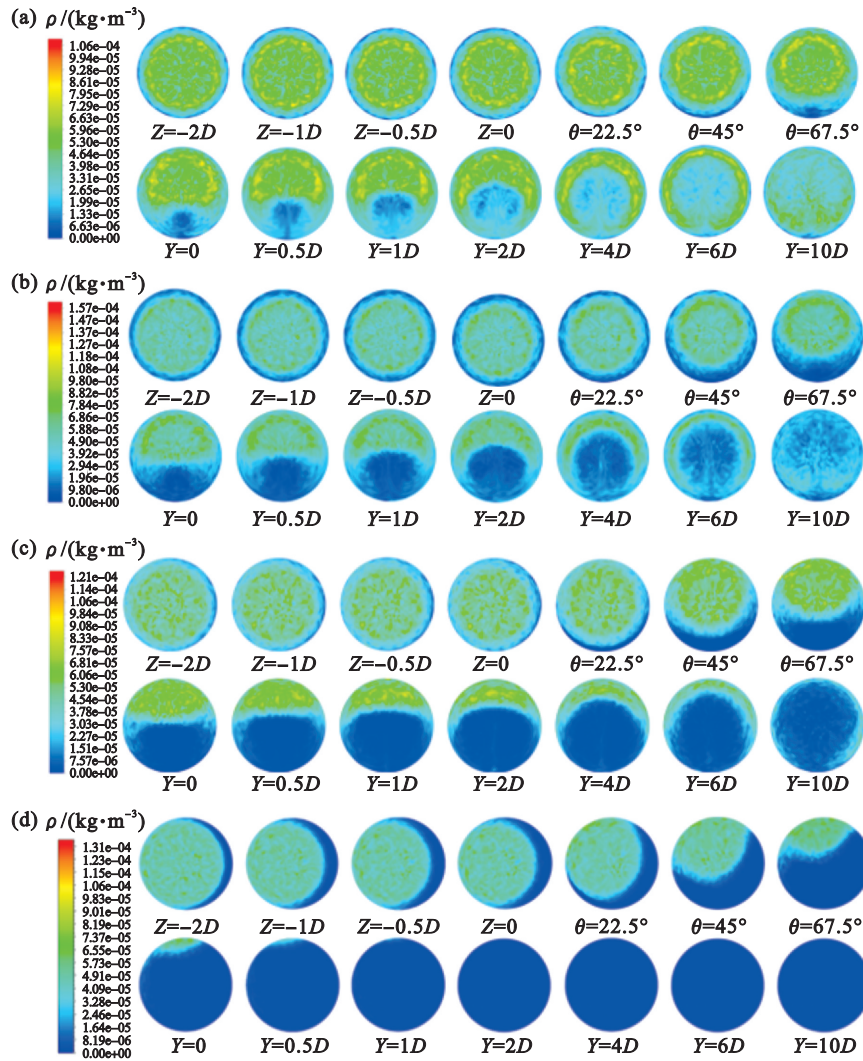 (a) ρ/(kg·m⁻³)
1.06e−04
9.94e−05
9.28e−05
8.61e−05
7.95e−05
7.29e−05
6.63e−05
5.96e−05
5.30e−05
4.64e−05
3.98e−05
3.31e−05
2.65e−05
1.99e−05
1.33e−05
6.63e−06
0.00e+00
Z=−2D Z=−1D Z=−0.5D Z=0 θ=22.5° θ=45° θ=67.5°
Y=0 Y=0.5D Y=1D Y=2D Y=4D Y=6D Y=10D
(b) ρ/(kg·m⁻³)
1.57e−04
1.47e−04
1.37e−04
1.27e−04
1.18e−04
1.08e−04
9.80e−05
8.82e−05
7.84e−05
6.86e−05
5.88e−05
4.90e−05
3.92e−05
2.94e−05
1.96e−05
9.80e−06
0.00e+00
Z=−2D Z=−1D Z=−0.5D Z=0 θ=22.5° θ=45° θ=67.5°
Y=0 Y=0.5D Y=1D Y=2D Y=4D Y=6D Y=10D
(c) ρ/(kg·m⁻³)
1.21e−04
1.14e−04
1.06e−04
9.84e−05
9.08e−05
8.33e−05
7.57e−05
6.81e−05
6.06e−05
5.30e−05
4.54e−05
3.78e−05
3.03e−05
2.27e−05
1.51e−05
7.57e−06
0.00e+00
Z=−2D Z=−1D Z=−0.5D Z=0 θ=22.5° θ=45° θ=67.5°
Y=0 Y=0.5D Y=1D Y=2D Y=4D Y=6D Y=10D
(d) ρ/(kg·m⁻³)
1.31e−04
1.23e−04
1.15e−04
1.06e−04
9.83e−05
9.01e−05
8.19e−05
7.37e−05
6.55e−05
5.73e−05
4.91e−05
4.09e−05
3.28e−05
2.46e−05
1.64e−05
8.19e−06
0.00e+00
Z=−2D Z=−1D Z=−0.5D Z=0 θ=22.5° θ=45° θ=67.5°
Y=0 Y=0.5D Y=1D Y=2D Y=4D Y=6D Y=10D